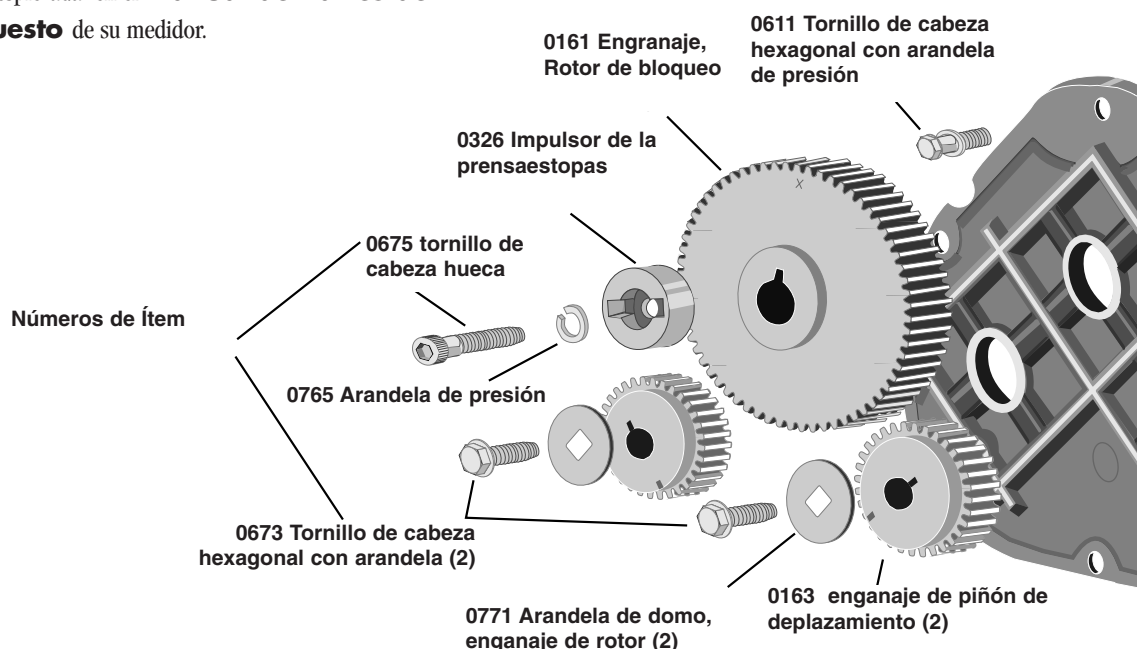 uesto de su medidor.
0161 Engranaje,
Rotor de bloqueo
0611 Tornillo de cabeza
hexagonal con arandela
de presión
0326 Impulsor de la
prensaestopas
X
0675 tornillo de
cabeza hueca
Números de Ítem
0765 Arandela de presión
0673 Tornillo de cabeza
hexagonal con arandela (2)
0771 Arandela de domo,
enganaje de rotor (2)
0163 enganaje de piñón de
deplazamiento (2)